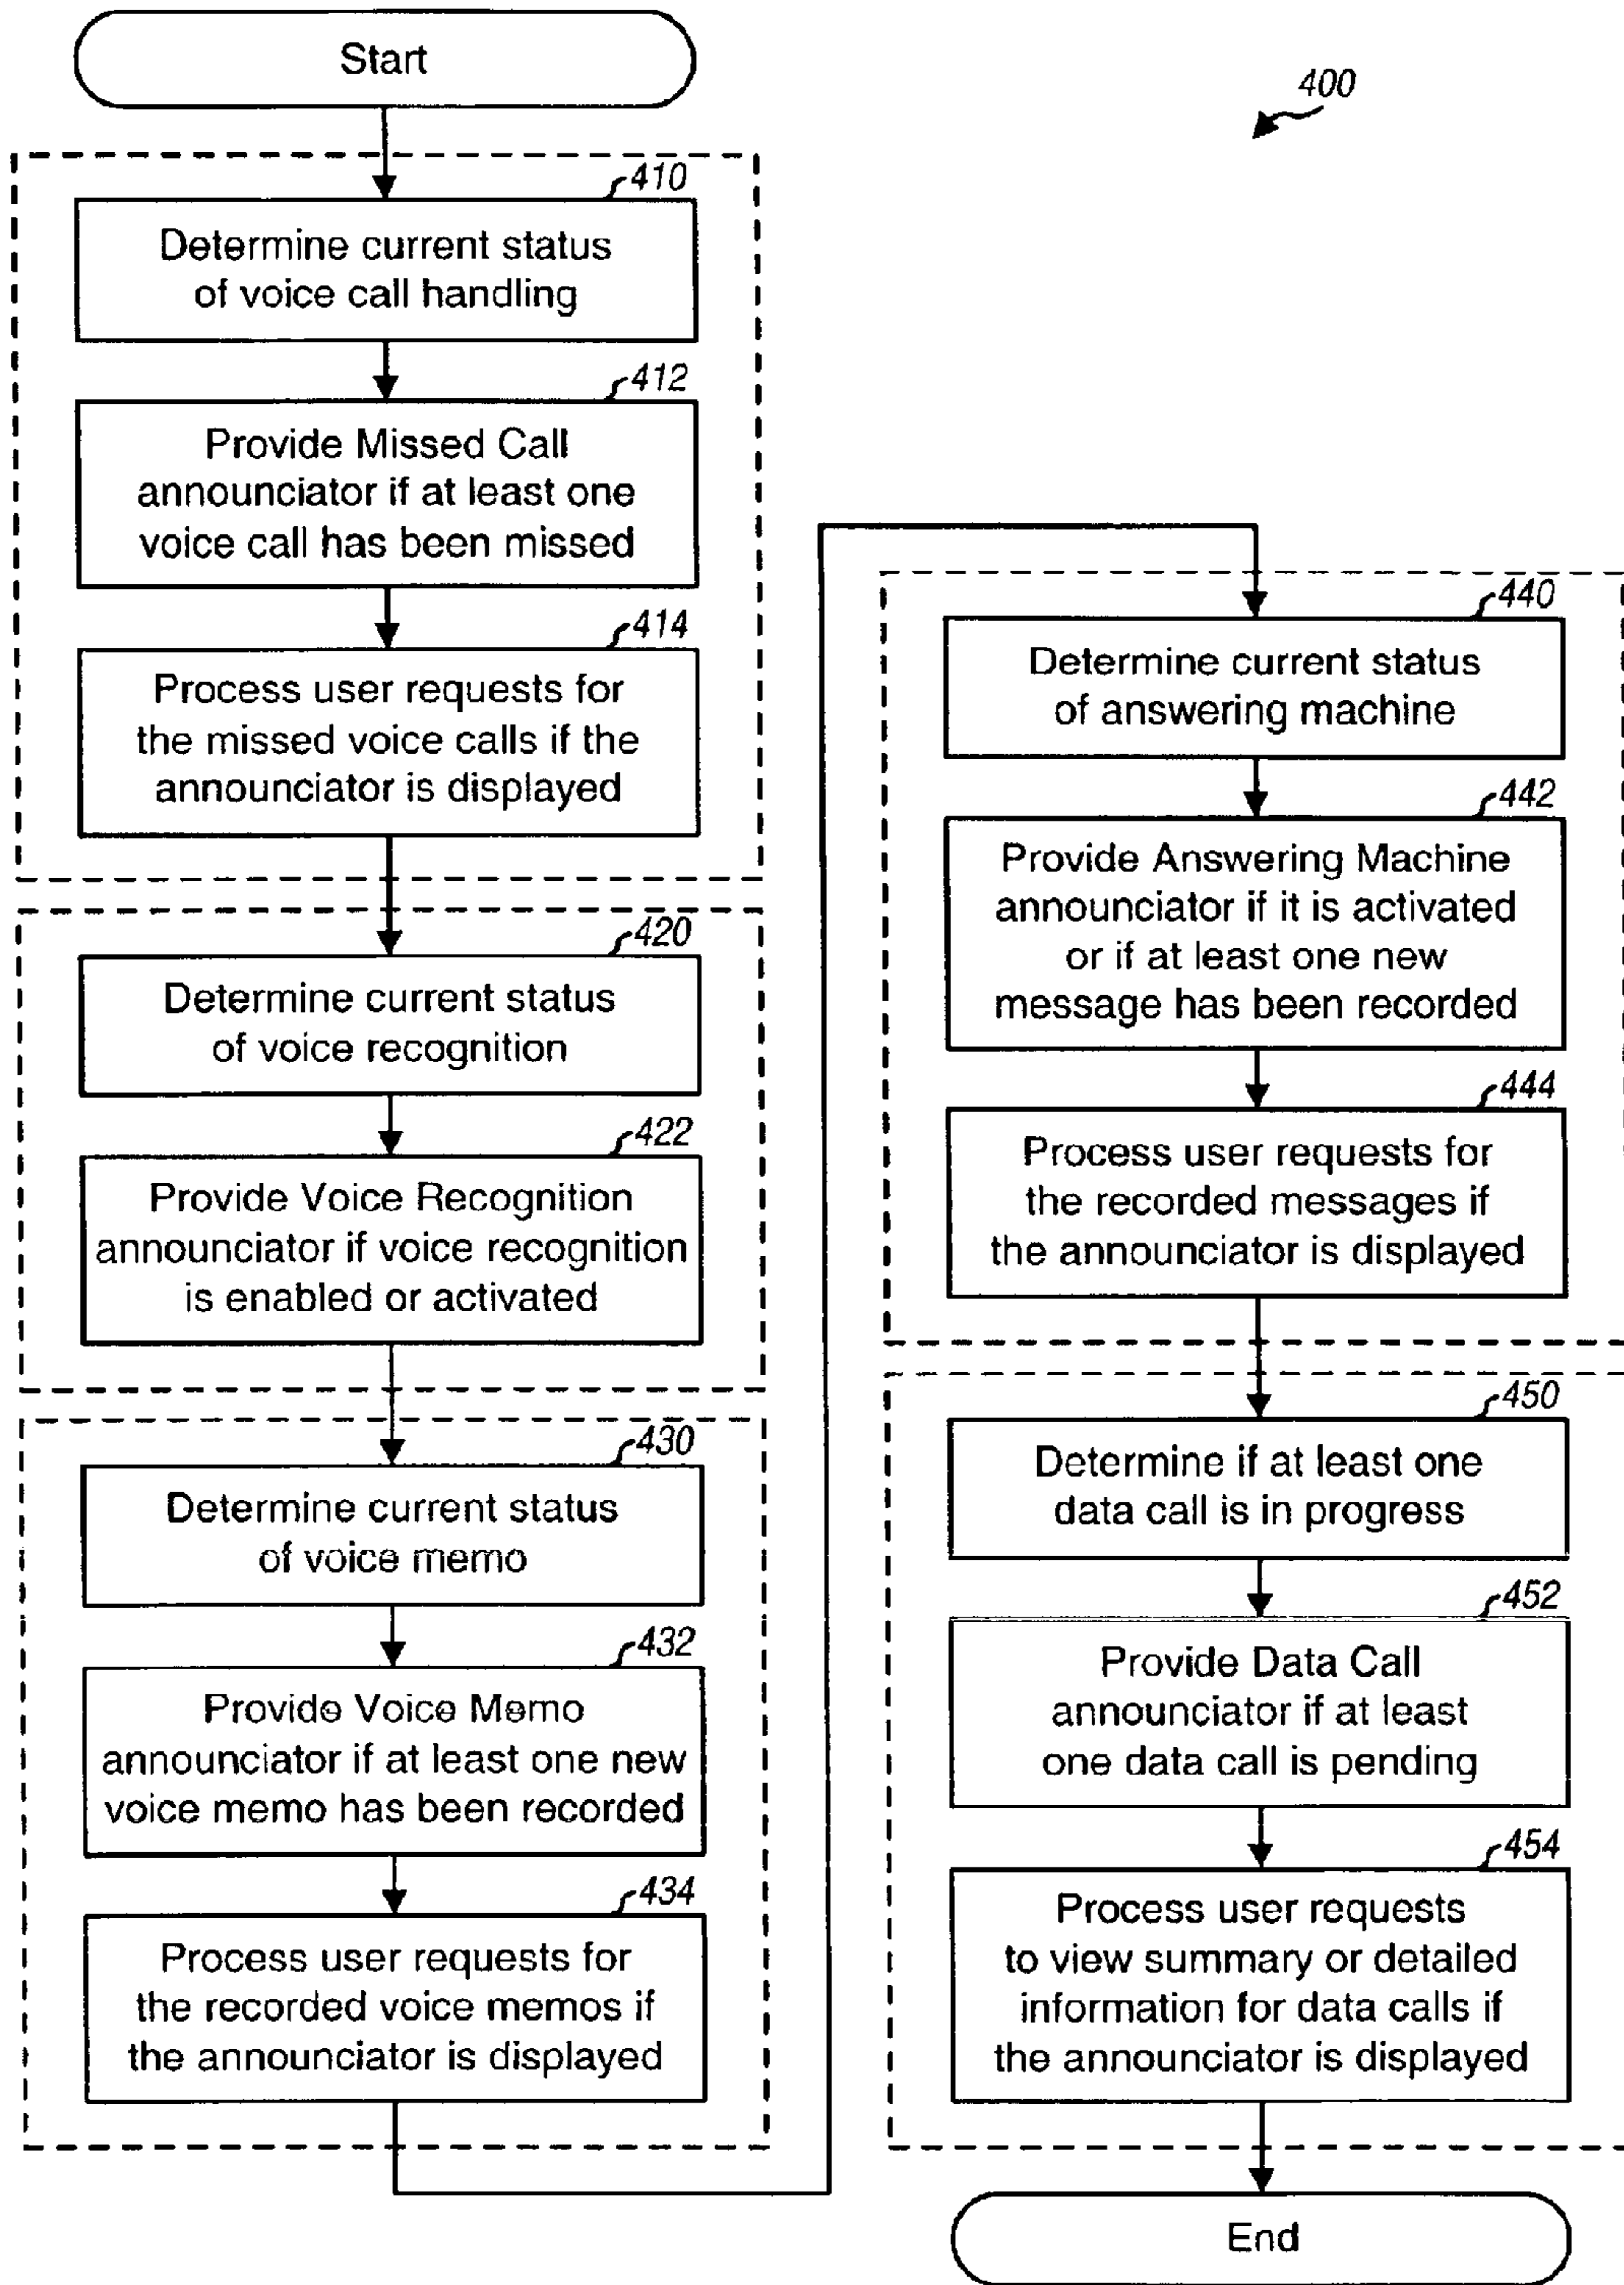 Start
400
410
Determine current status
of voice call handling
412
Provide Missed Call
announciator if at least one
voice call has been missed
414
Process user requests for
the missed voice calls if the
announciator is displayed
420
Determine current status
of voice recognition
422
Provide Voice Recognition
announciator if voice recognition
is enabled or activated
430
Determine current status
of voice memo
432
Provide Voice Memo
announciator if at least one new
voice memo has been recorded
434
Process user requests for
the recorded voice memos if
the announciator is displayed
440
Determine current status
of answering machine
442
Provide Answering Machine
announciator if it is activated
or if at least one new
message has been recorded
444
Process user requests for
the recorded messages if
the announciator is displayed
450
Determine if at least one
data call is in progress
452
Provide Data Call
announciator if at least
one data call is pending
454
Process user requests
to view summary or detailed
information for data calls if
the announciator is displayed
End